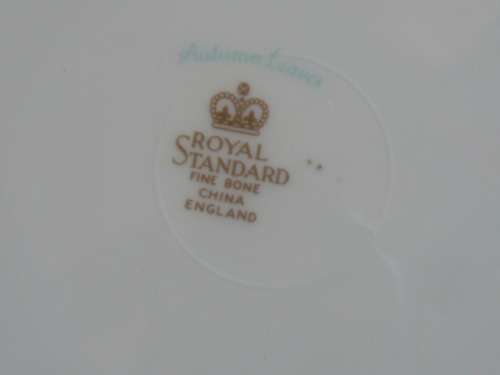 Autumn Leaves
ROYAL
STANDARD
FINE BONE
CHINA
ENGLAND